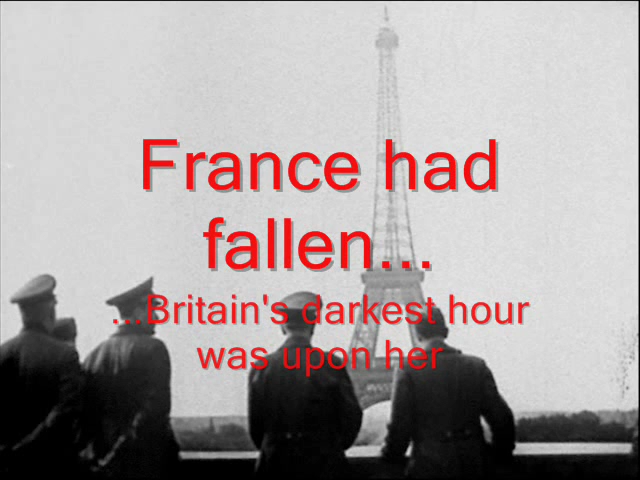 France had
fallen...
...Britain's darkest hour
was upon her